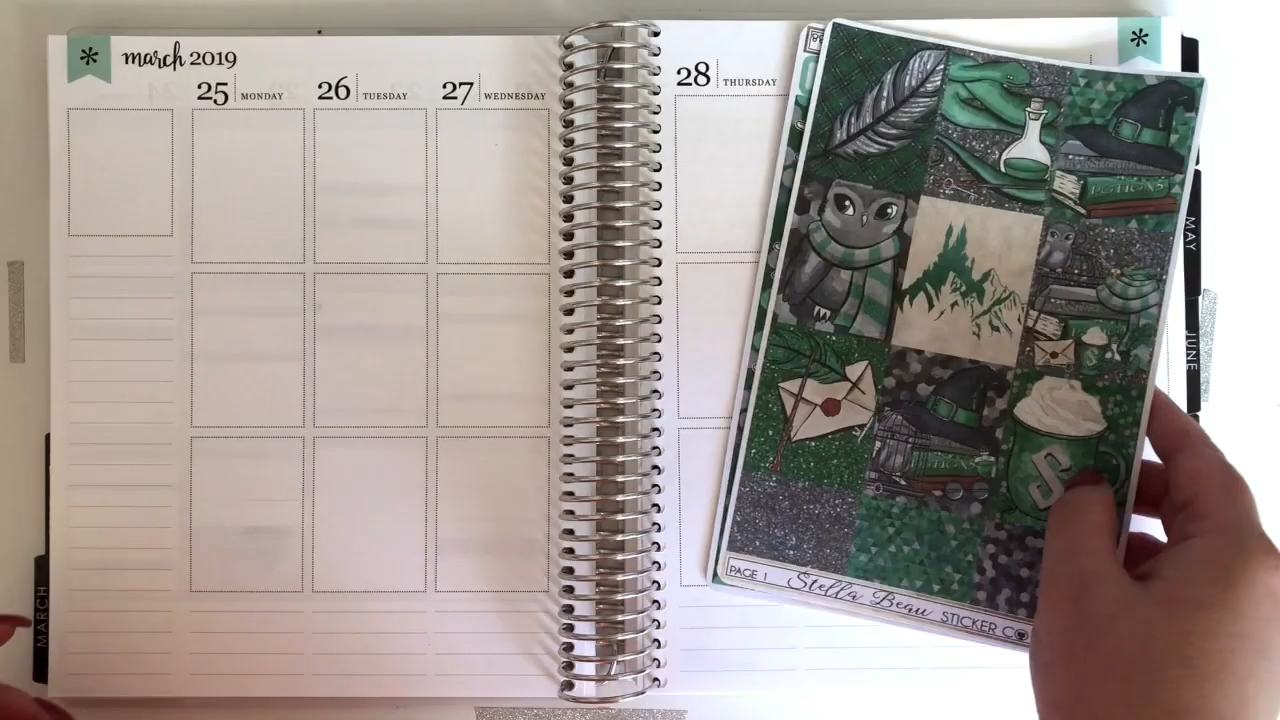 * march 2019
*
25 MONDAY
26 TUESDAY
27 WEDNESDAY
28 THURSDAY
POTIONS
MAY
JUNE
S
MARCH
PAGE 1 Stella Beau STICKER CO